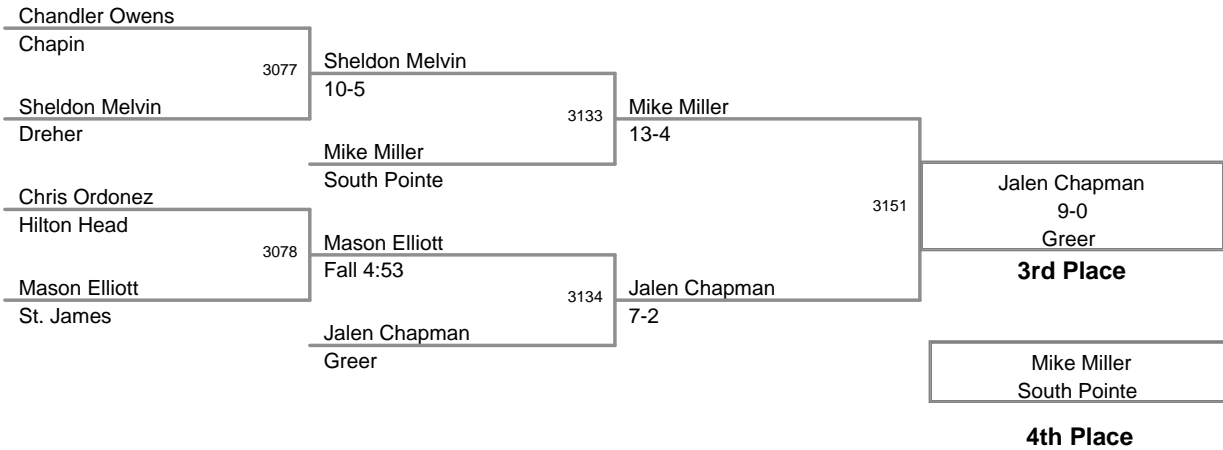 Chandler Owens
Chapin
3077
Sheldon Melvin
10-5
Sheldon Melvin
Dreher
3133
Mike Miller
13-4
Mike Miller
South Pointe
Chris Ordonez
Hilton Head
3151
Jalen Chapman
9-0
Greer
3rd Place
3078
Mason Elliott
Fall 4:53
Mason Elliott
St. James
3134
Jalen Chapman
7-2
Jalen Chapman
Greer
Mike Miller
South Pointe
4th Place